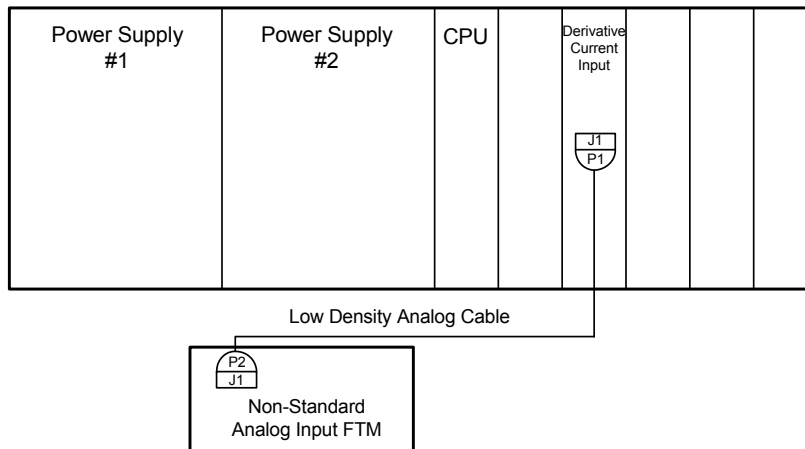 Power Supply
#1
Power Supply
#2
CPU
Derivative
Current
Input
J1
P1
Low Density Analog Cable
P2
J1
Non-Standard
Analog Input FTM